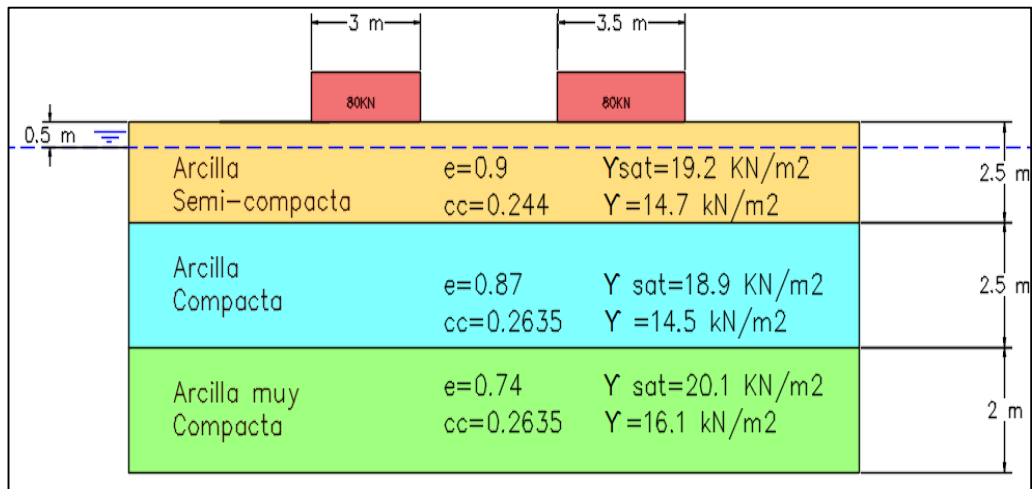 3 m
3.5 m
80KN
80KN
0.5 m
Arcilla
Semi-compacta
e=0.9
cc=0.244
ϒsat=19.2 KN/m2
ϒ=14.7 kN/m2
2.5 m
Arcilla
Compacta
e=0.87
cc=0.2635
ϒ sat=18.9 KN/m2
ϒ =14.5 kN/m2
2.5 m
Arcilla muy
Compacta
e=0.74
cc=0.2635
ϒ sat=20.1 KN/m2
ϒ=16.1 kN/m2
2 m